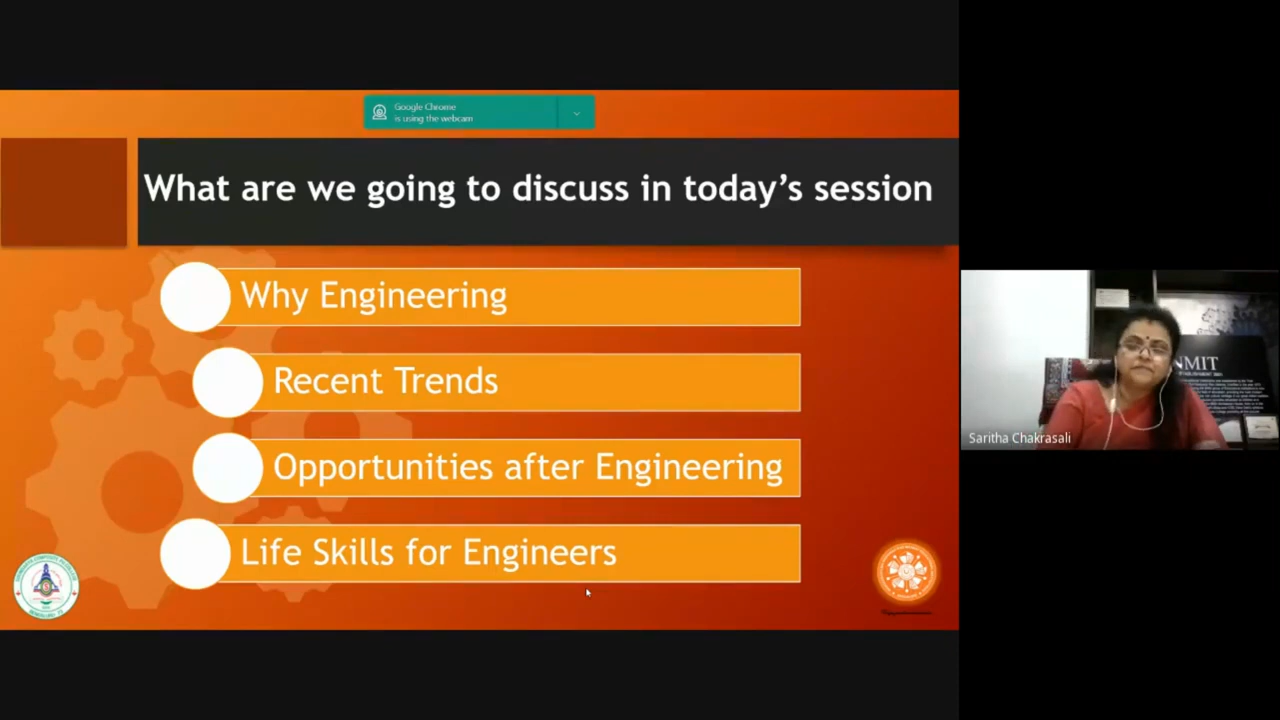 Google Chrome
is using the webcam
What are we going to discuss in today's session
Why Engineering
Recent Trends
Opportunities after Engineering
Life Skills for Engineers
NMIT
Saritha Chakrasali